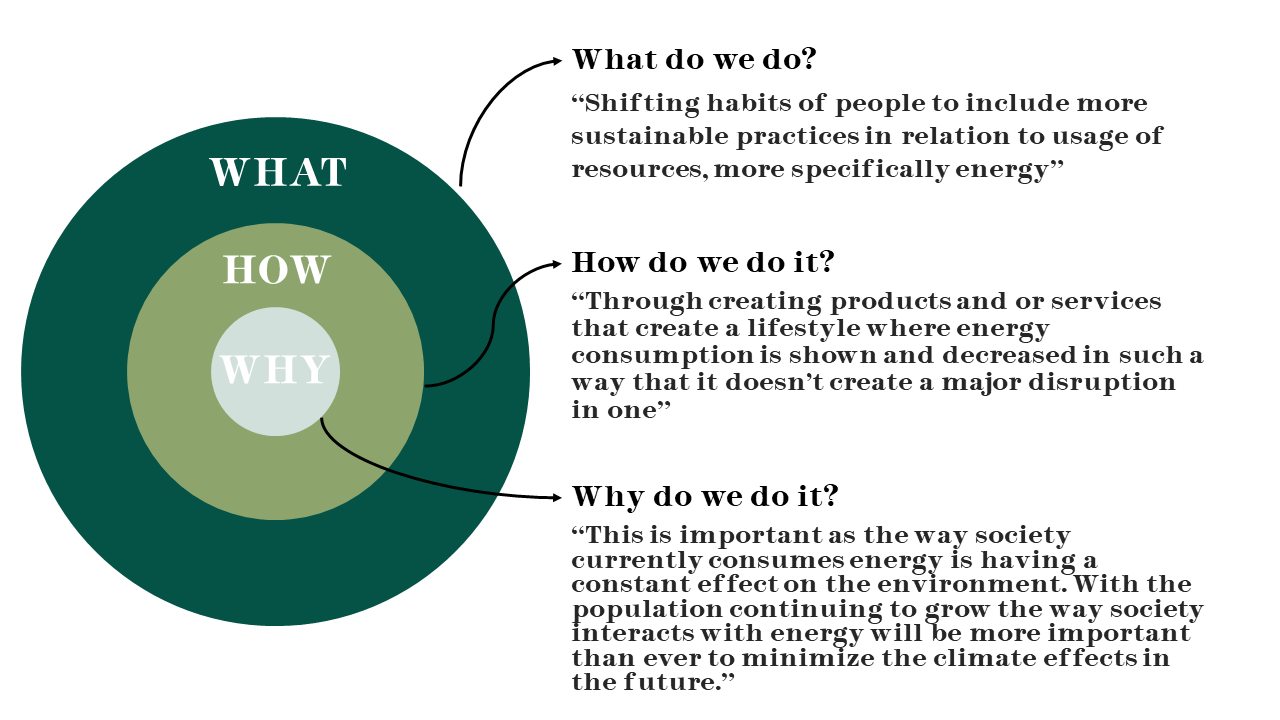 WHAT
HOW
WHY
What do we do?
“Shifting habits of people to include more
sustainable practices in relation to usage of
resources, more specifically energy”
How do we do it?
“Through creating products and or services
that create a lifestyle where energy
consumption is shown and decreased in such a
way that it doesn’t create a major disruption
in one”
Why do we do it?
“This is important as the way society
currently consumes energy is having a
constant effect on the environment. With the
population continuing to grow the way society
interacts with energy will be more important
than ever to minimize the climate effects in
the future.”